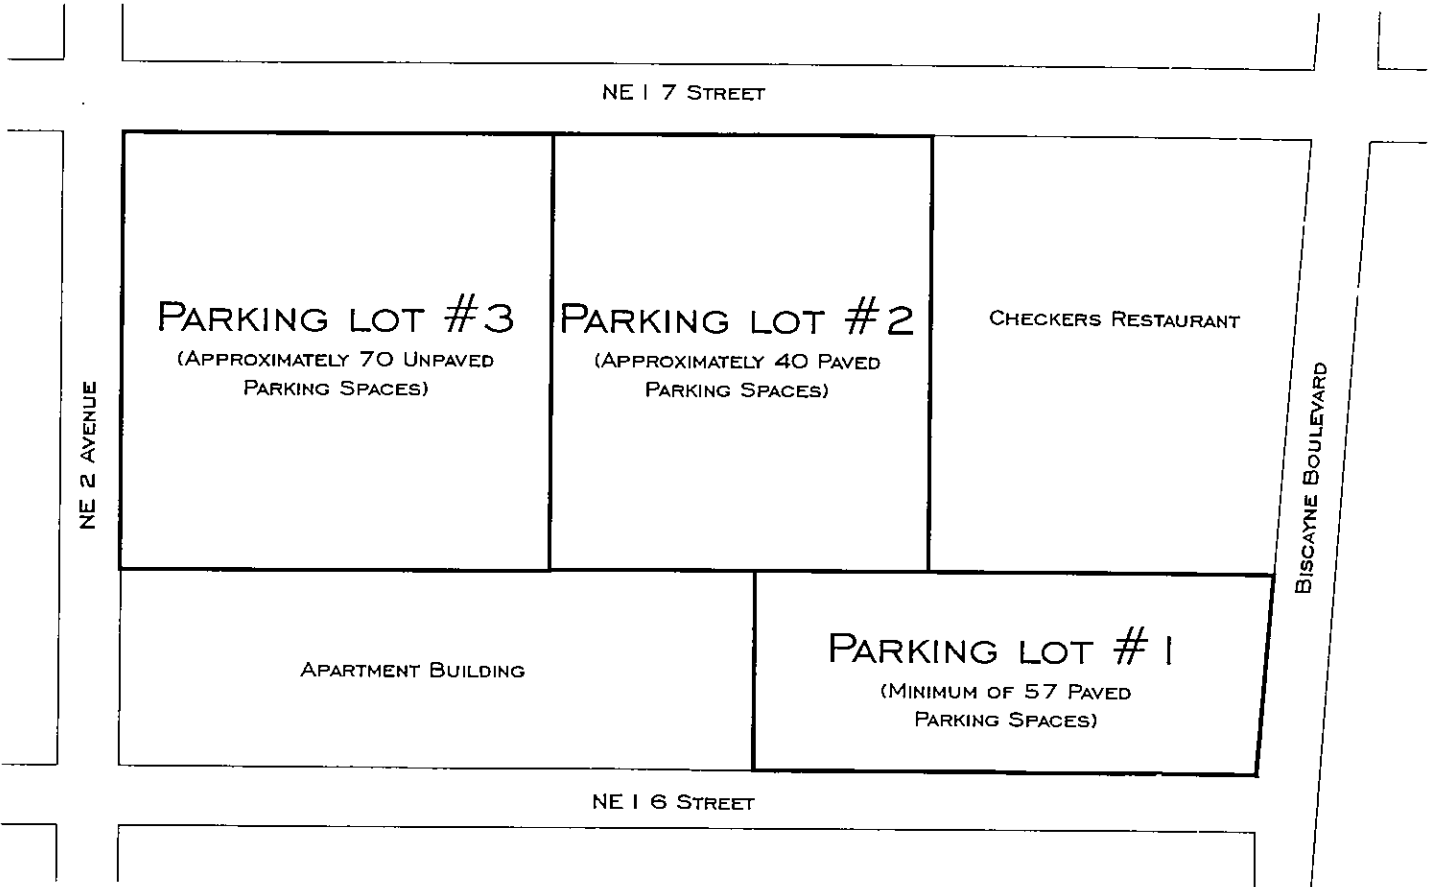 NE 17 STREET
PARKING LOT #3
(APPROXIMATELY 70 UNPAVED
PARKING SPACES)
PARKING LOT #2
(APPROXIMATELY 40 PAVED
PARKING SPACES)
CHECKERS RESTAURANT
NE 2 AVENUE
BISCAYNE BOULEVARD
APARTMENT BUILDING
PARKING LOT #1
(MINIMUM OF 57 PAVED
PARKING SPACES)
NE 16 STREET